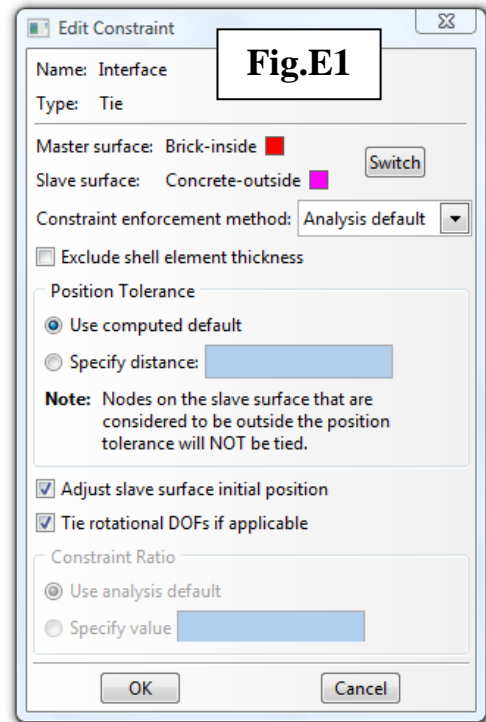 Edit Constraint
Fig.E1
Name: Interface
Type: Tie
Master surface: Brick-inside
Switch
Slave surface: Concrete-outside
Constraint enforcement method: Analysis default
Exclude shell element thickness
Position Tolerance
Use computed default
Specify distance:
Note: Nodes on the slave surface that are
considered to be outside the position
tolerance will NOT be tied.
Adjust slave surface initial position
Tie rotational DOFs if applicable
Constraint Ratio
Use analysis default
Specify value
OK Cancel